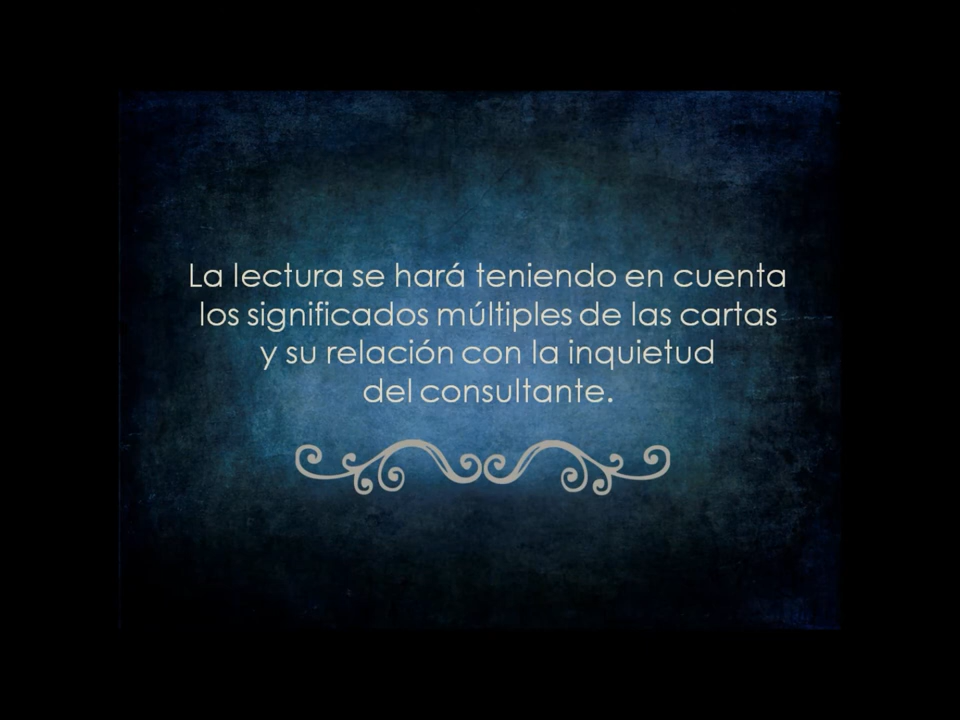 La lectura se hará teniendo en cuenta
los significados múltiples de las cartas
y su relación con la inquietud
del consultante.